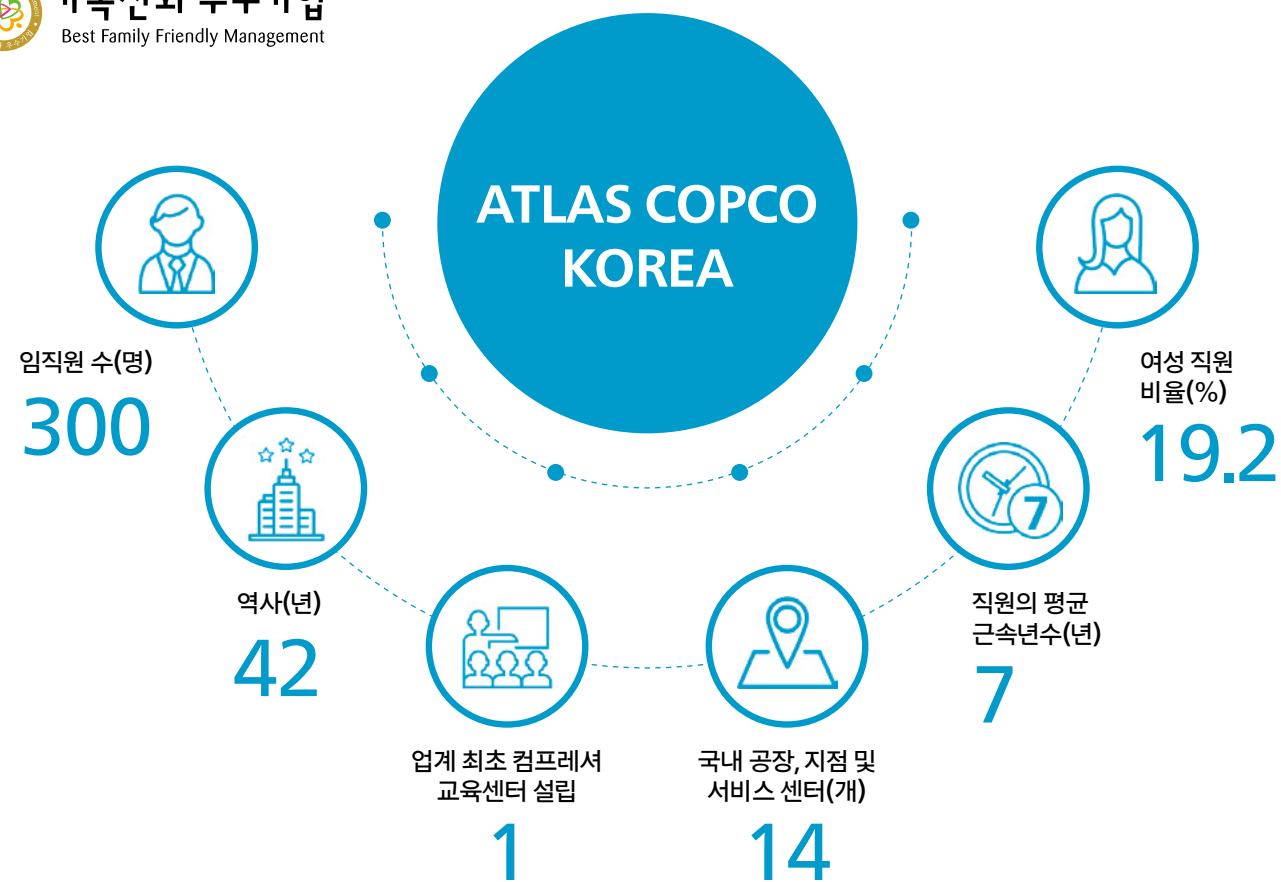 Best Family Friendly Management
ATLAS COPCO
KOREA
임직원 수(명)
300
역사(년)
42
업계 최초 컴프레셔
교육센터 설립
1
국내 공장, 지점 및
서비스 센터(개)
14
7
직원의 평균
근속년수(년)
7
여성 직원
비율(%)
19.2